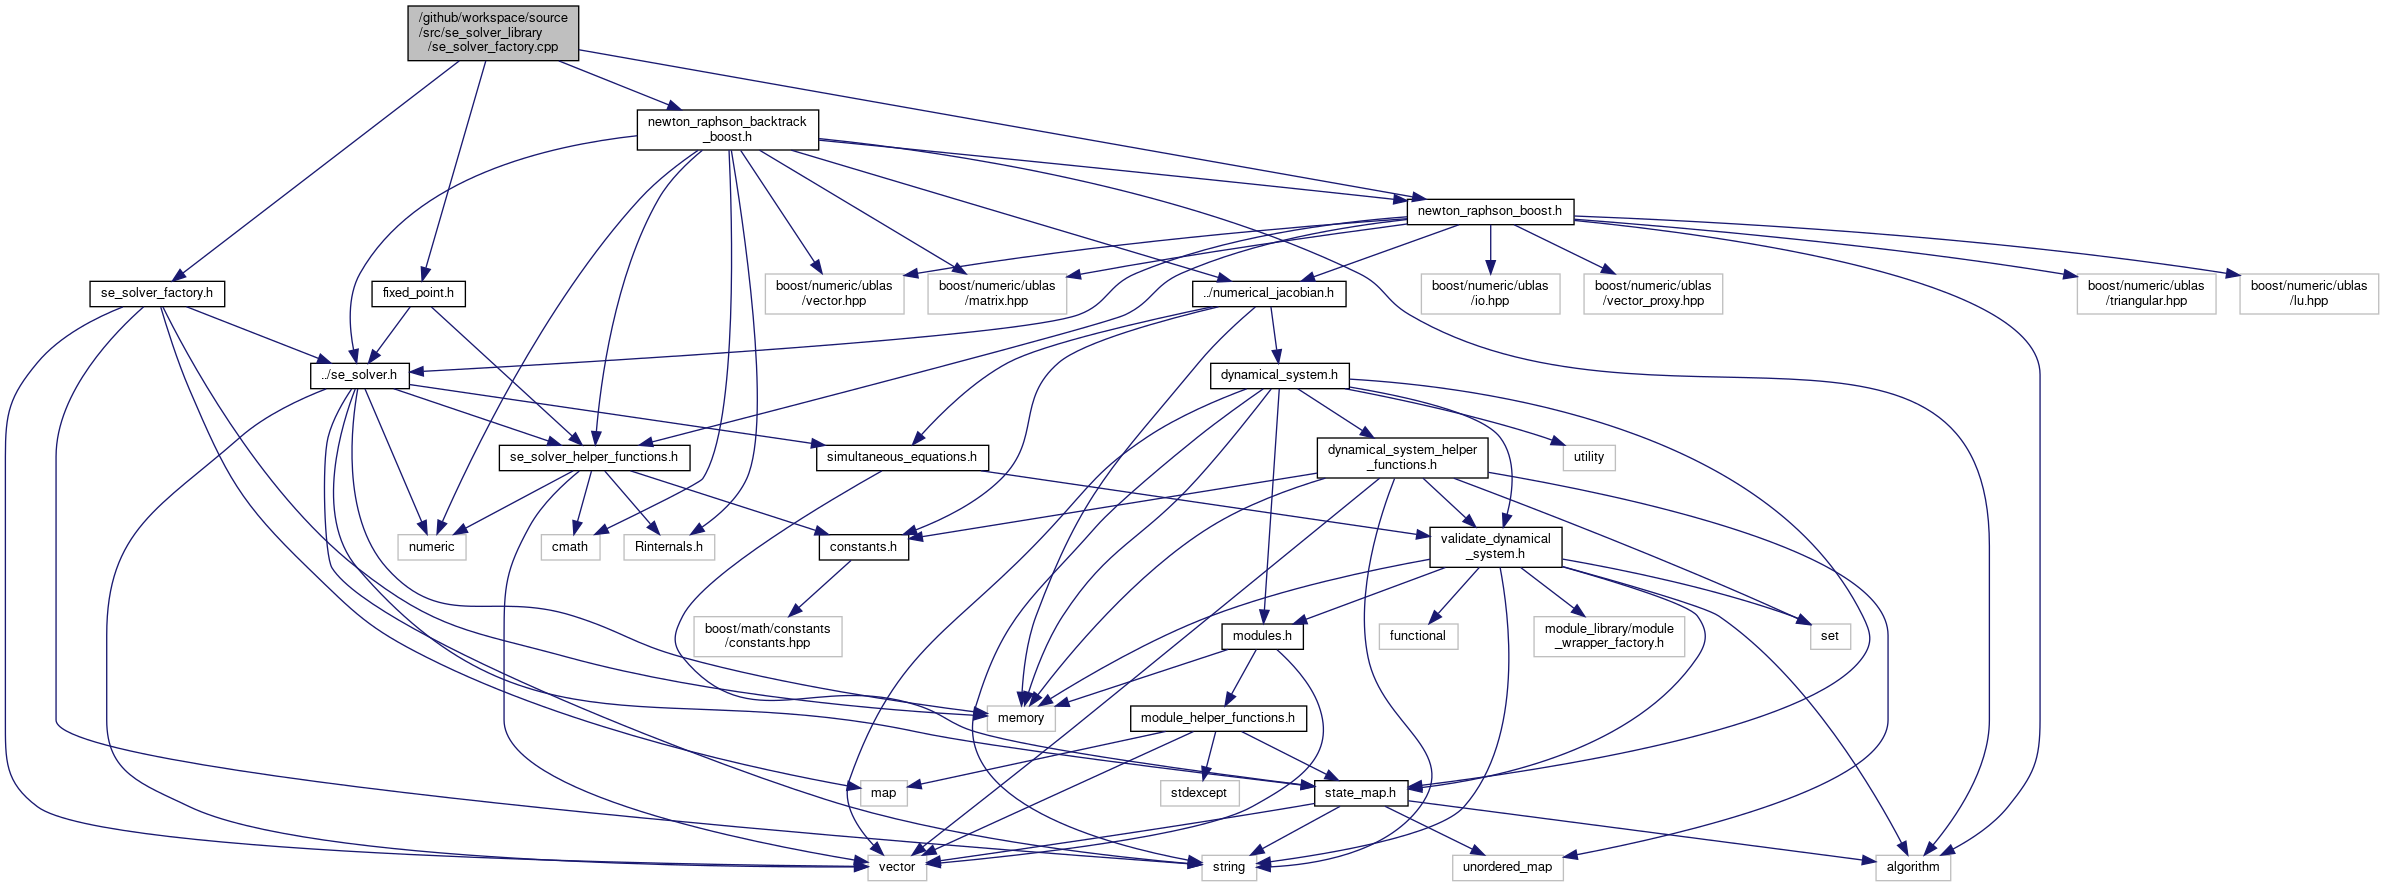 /github/workspace/source
/src/se_solver_library
/se_solver_factory.cpp
newton_raphson_backtrack
_boost.h
newton_raphson_boost.h
se_solver_factory.h
fixed_point.h
boost/numeric/ublas
/vector.hpp
boost/numeric/ublas
/matrix.hpp
../numerical_jacobian.h
boost/numeric/ublas
/io.hpp
boost/numeric/ublas
/vector_proxy.hpp
boost/numeric/ublas
/triangular.hpp
boost/numeric/ublas
/lu.hpp
../se_solver.h
dynamical_system.h
se_solver_helper_functions.h
simultaneous_equations.h
dynamical_system_helper
_functions.h
utility
numeric
cmath
Rinternals.h
constants.h
validate_dynamical
_system.h
boost/math/constants
/constants.hpp
modules.h
functional
module_library/module
_wrapper_factory.h
set
memory
module_helper_functions.h
map
stdexcept
state_map.h
vector
string
unordered_map
algorithm